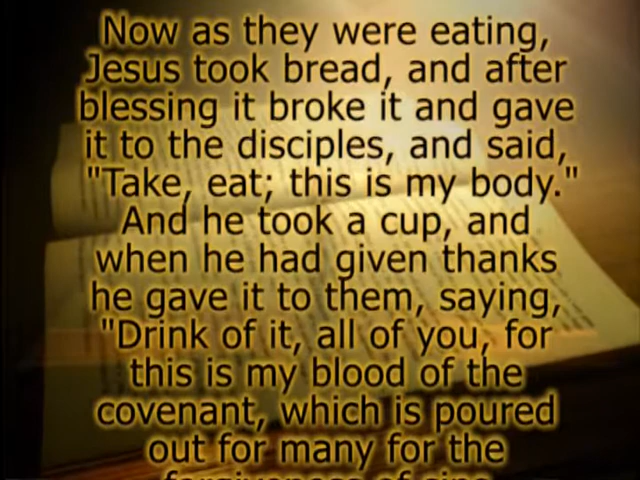 Now as they were eating,
Jesus took bread, and after
blessing it broke it and gave
it to the disciples, and said,
"Take, eat; this is my body."
And he took a cup, and
when he had given thanks
he gave it to them, saying,
"Drink of it, all of you, for
this is my blood of the
covenant, which is poured
out for many for the
forgiveness of sins